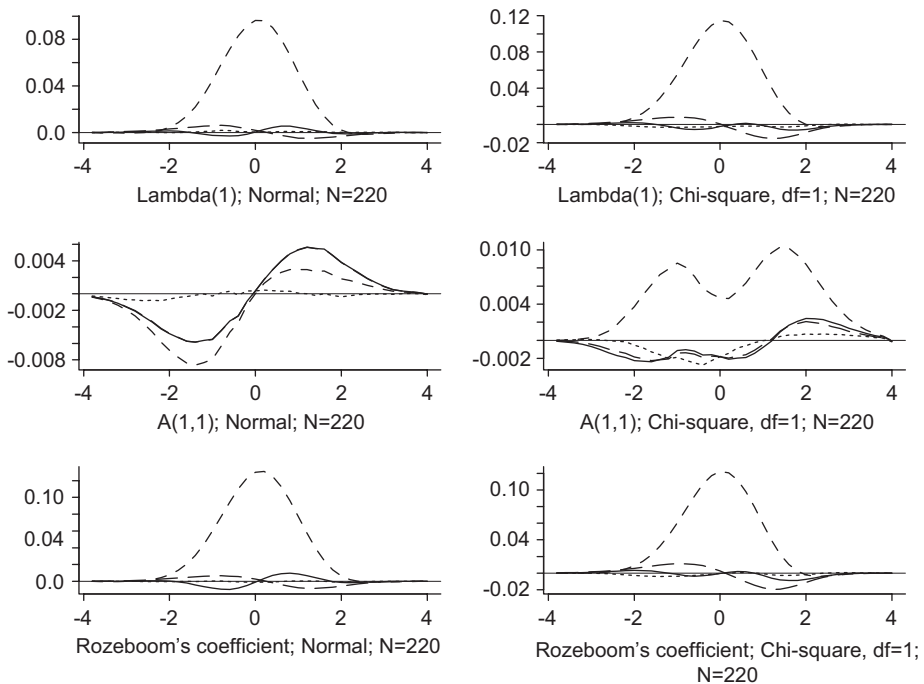 0.08
0.04
0.0
-4 -2 0 2 4
Lambda(1); Normal; N=220
0.12
0.08
0.04
-0.02
-4 -2 0 2 4
Lambda(1); Chi-square, df=1; N=220
0.004
-0.002
-0.008
-4 -2 0 2 4
A(1,1); Normal; N=220
0.010
0.004
-0.002
-4 -2 0 2 4
A(1,1); Chi-square, df=1; N=220
0.10
0.04
0.0
-4 -2 0 2 4
Rozeboom's coefficient; Normal; N=220
0.10
0.04
-0.02
-4 -2 0 2 4
Rozeboom's coefficient; Chi-square, df=1;
N=220